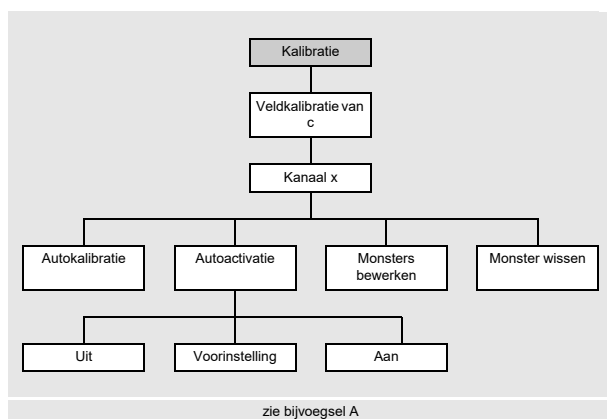 Kalibratie
Veldkalibratie van
c
Kanaal x
Autokalibratie
Autoactivatie
Monsters
bewerken
Monster wissen
Uit
Voorinstelling
Aan
zie bijvoegsel A